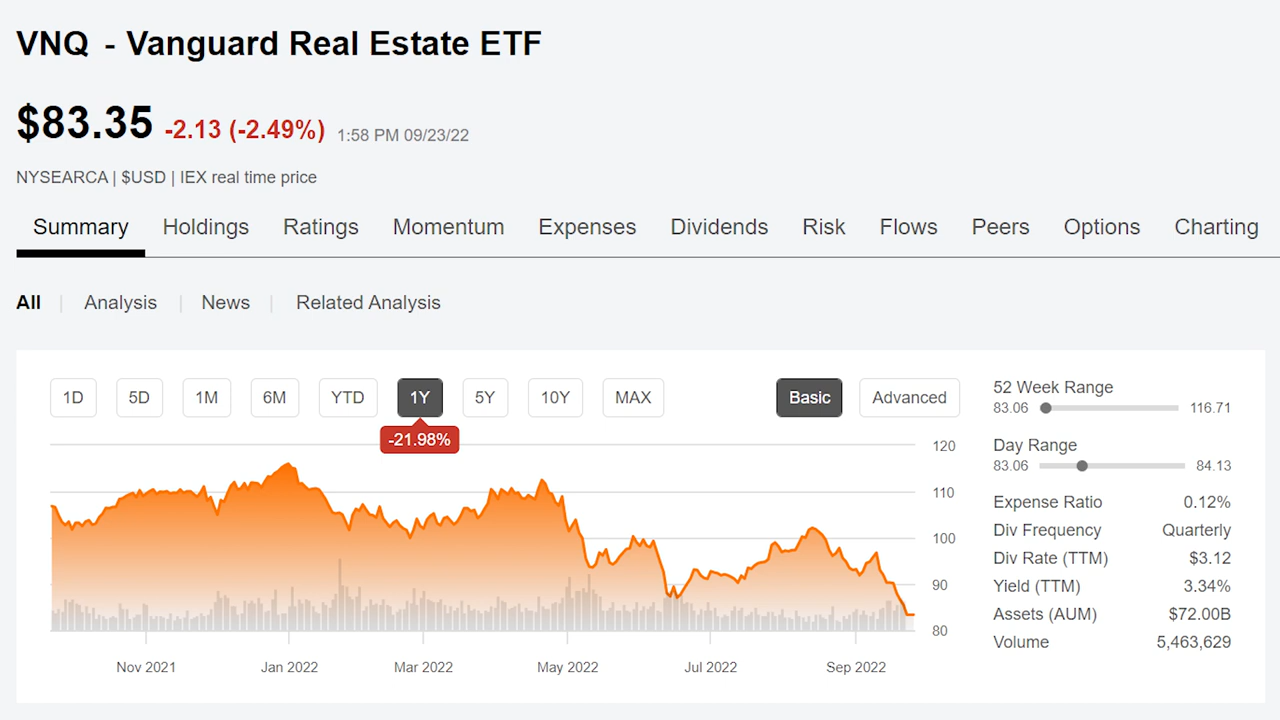 VNQ - Vanguard Real Estate ETF
$83.35 -2.13 (-2.49%) 1:58 PM 09/23/22
NYSEARCA | $USD | IEX real time price
Summary Holdings Ratings Momentum Expenses Dividends Risk Flows Peers Options Charting
All | Analysis | News | Related Analysis
1D 5D 1M 6M YTD 1Y 5Y 10Y MAX Basic Advanced
-21.98%
120
110
100
90
80
Nov 2021 Jan 2022 Mar 2022 May 2022 Jul 2022 Sep 2022
52 Week Range
83.06 116.71
Day Range
83.06 84.13
Expense Ratio 0.12%
Div Frequency Quarterly
Div Rate (TTM) $3.12
Yield (TTM) 3.34%
Assets (AUM) $72.00B
Volume 5,463,629